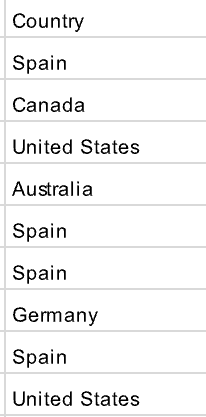 Country
Spain
Canada
United States
Australia
Spain
Spain
Germany
Spain
United States